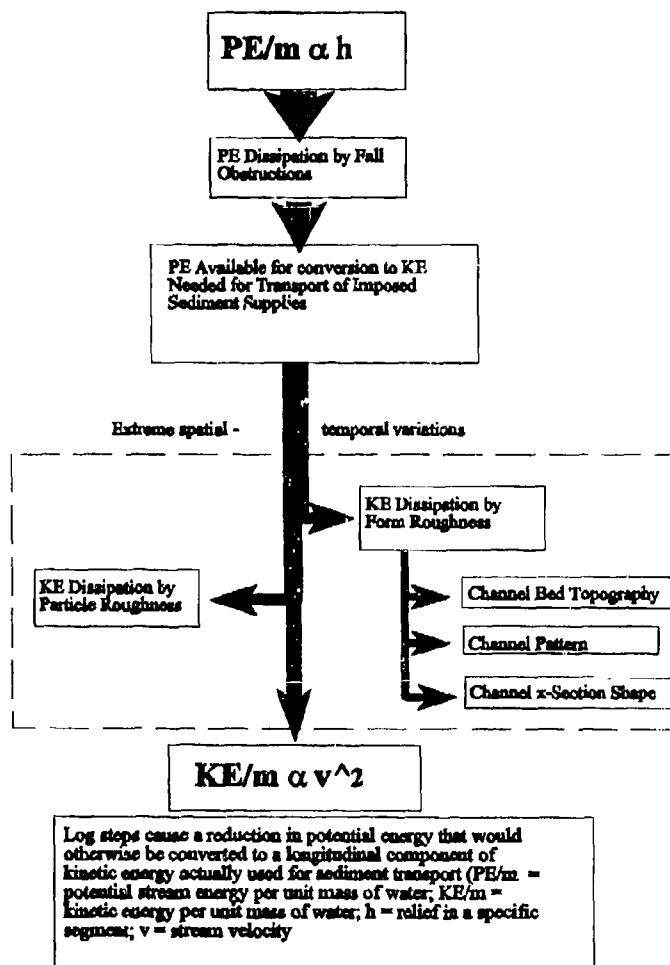 PE/m α h
PE Dissipation by Fall
Obstructions
PE Available for conversion to KE
Needed for Transport of Imposed
Sediment Supplies
Extreme spatial - temporal variations
KE Dissipation by
Form Roughness
KE Dissipation by
Particle Roughness
Channel Bed Topography
Channel Pattern
Channel x-Section Shape
KE/m α v^2
Log steps cause a reduction in potential energy that would
otherwise be converted to a longitudinal component of
kinetic energy actually used for sediment transport (PE/m =
potential stream energy per unit mass of water; KE/m =
kinetic energy per unit mass of water; h = relief in a specific
segment; v = stream velocity